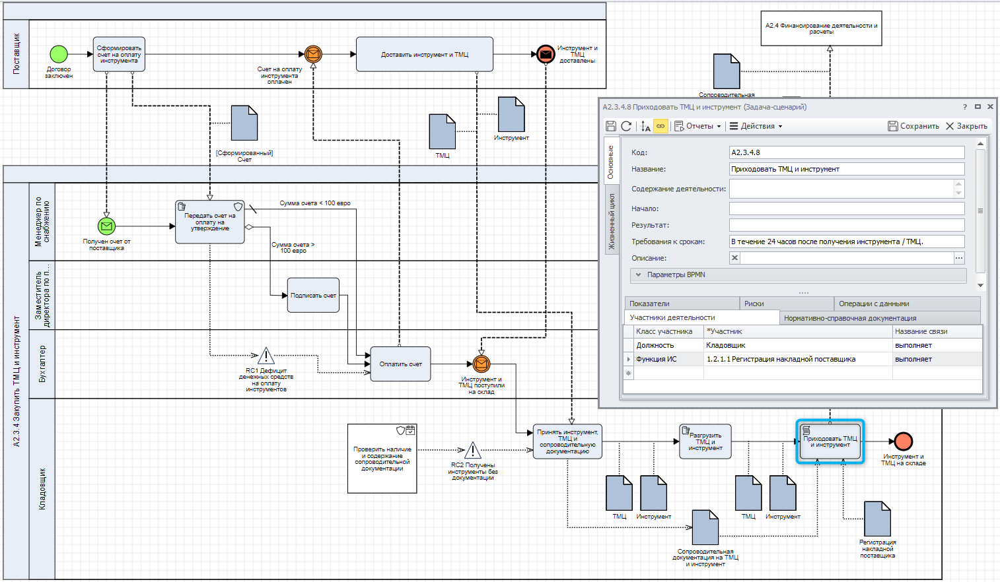 Поставщик
Договор
заключен
Сформировать
счет на оплату
инструмента
Счет на оплату
инструмента
оплачен
Доставить инструмент и ТМЦ
Инструмент и
ТМЦ
доставлены
А2.4 Финансирование деятельности и
расчеты
Сопроводительная
[Сформированный]
Счет
ТМЦ
Инструмент
А2.3.4 Закупить ТМЦ и инструмент
Менеджер по
снабжению
Получен счет от
поставщика
Передать счет на
оплату на
утверждение
Сумма счета < 100 евро
Сумма счета >
100 евро
Заместитель
директора по п...
Подписать счет
Бухгалтер
RC1 Дефицит
денежных средств
на оплату
инструментов
Оплатить счет
Инструмент и
ТМЦ поступили
на склад
Кладовщик
Проверить наличие
и содержание
сопроводительной
документации
RC2 Получены
инструменты без
документации
Принять инструмент,
ТМЦ и
сопроводительную
документацию
Разгрузить
ТМЦ и
инструмент
Приходовать ТМЦ
и инструмент
Инструмент и
ТМЦ на складе
ТМЦ
Инструмент
ТМЦ
Инструмент
Сопроводительная
документация на ТМЦ
и инструмент
Регистрация
накладной
поставщика
A2.3.4.8 Приходовать ТМЦ и инструмент (Задача-сценарий)
?
Отчеты
Действия
Сохранить
Закрыть
Основные
Жизненный цикл
Код:
A2.3.4.8
Название:
Приходовать ТМЦ и инструмент
Содержание деятельности:
Начало:
Результат:
Требования к срокам:
В течение 24 часов после получения инструмента / ТМЦ.
Описание:
Параметры BPMN
Показатели
Риски
Операции с данными
Участники деятельности
Нормативно-справочная документация
Класс участника
*Участник
Название связи
Должность
Кладовщик
выполняет
Функция ИС
1.2.1.1 Регистрация накладной поставщика
выполняет